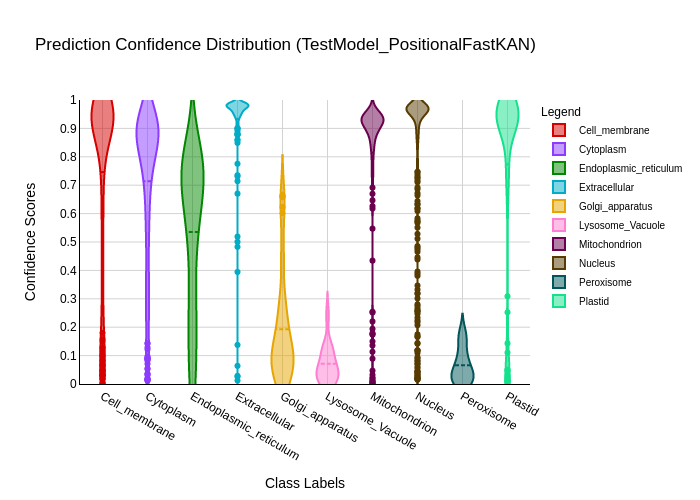 Prediction Confidence Distribution (TestModel_PositionalFastKAN)
Legend
Cell_membrane
Cytoplasm
Endoplasmic_reticulum
Extracellular
Golgi_apparatus
Lysosome_Vacuole
Mitochondrion
Nucleus
Peroxisome
Plastid
Confidence Scores
1
0.9
0.8
0.7
0.6
0.5
0.4
0.3
0.2
0.1
0
Cell_membrane
Cytoplasm
Endoplasmic_reticulum
Extracellular
Golgi_apparatus
Lysosome_Vacuole
Mitochondrion
Nucleus
Peroxisome
Plastid
Class Labels